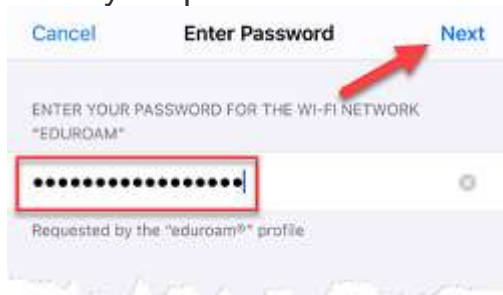 Cancel Enter Password Next
ENTER YOUR PASSWORD FOR THE WI-FI NETWORK
"EDUROAM"
●●●●●●●●●●●●●●●●●
Requested by the "eduroam®" profile